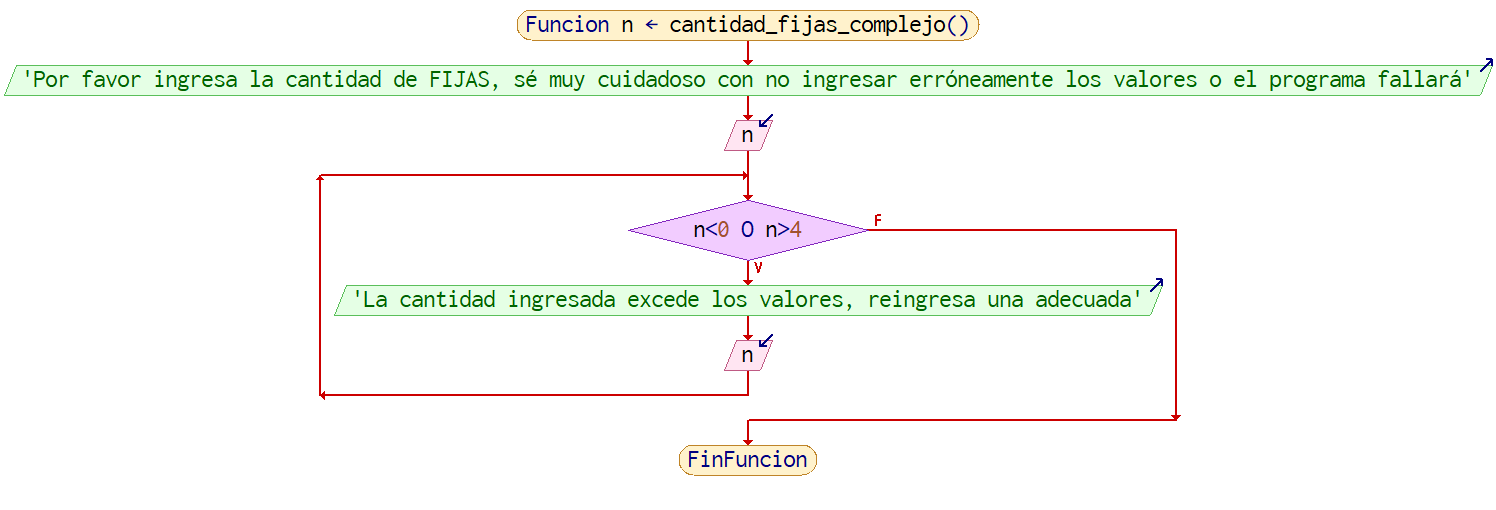 Funcion n ← cantidad_fijas_complejo()
'Por favor ingresa la cantidad de FIJAS, sé muy cuidadoso con no ingresar erróneamente los valores o el programa fallará'
n
n<0 O n>4
F
V
'La cantidad ingresada excede los valores, reingresa una adecuada'
n
FinFuncion